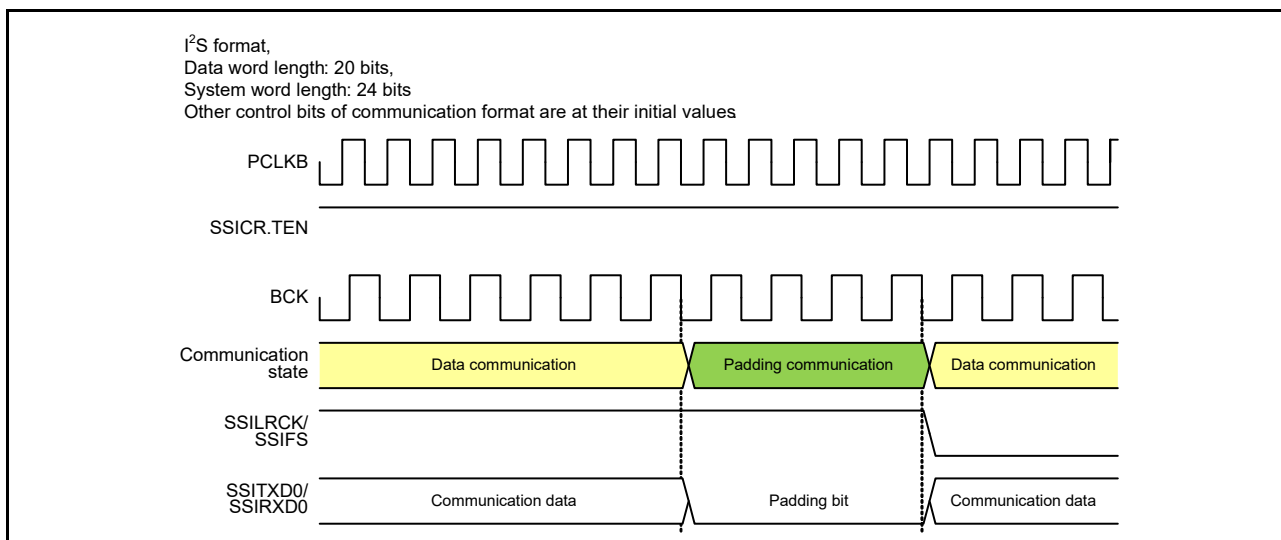 I²S format,
Data word length: 20 bits,
System word length: 24 bits
Other control bits of communication format are at their initial values.
PCLKB
SSICR.TEN
BCK
Communication
state
Data communication
Padding communication
Data communication
SSILRCK/
SSIFS
SSITXD0/
SSIRXD0
Communication data
Padding bit
Communication data